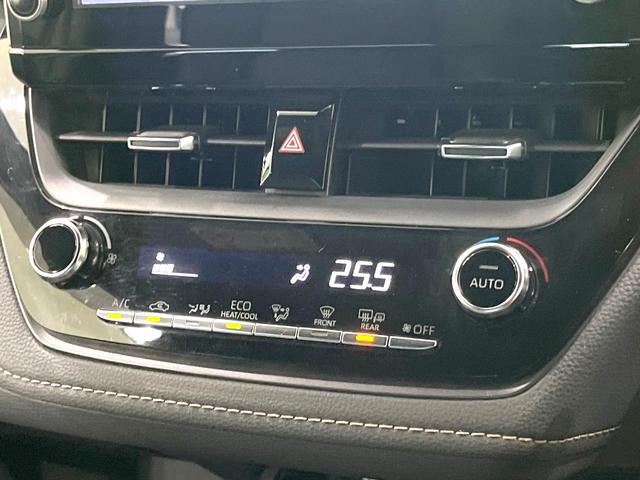 25.5
AUTO
A/C
ECO
HEAT/COOL
FRONT
REAR
OFF